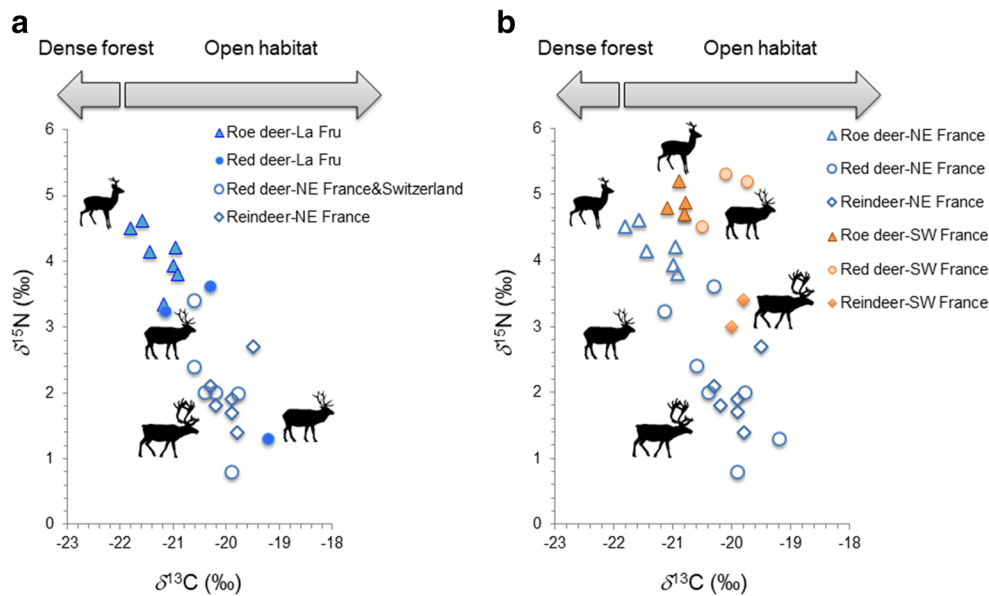 a
Dense forest Open habitat
Roe deer-La Fru
Red deer-La Fru
Red deer-NE France&Switzerland
Reindeer-NE France
6
5
4
3
2
1
0
δ15N (‰)
-23 -22 -21 -20 -19 -18
δ13C (‰)
b
Dense forest Open habitat
Roe deer-NE France
Red deer-NE France
Reindeer-NE France
Roe deer-SW France
Red deer-SW France
Reindeer-SW France
6
5
4
3
2
1
0
δ15N (‰)
-23 -22 -21 -20 -19 -18
δ13C (‰)